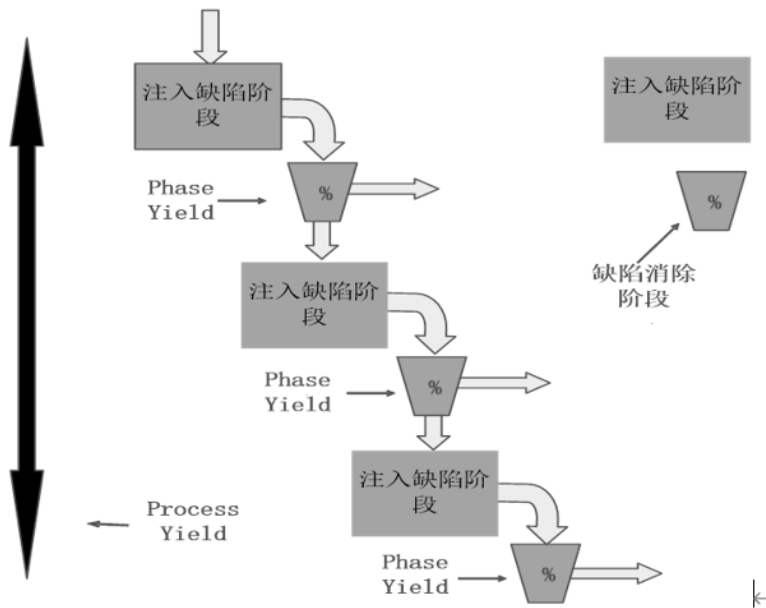 注入缺陷阶
段
注入缺陷阶
段
Phase
Yield
%
%
缺陷消除
阶段
注入缺陷阶
段
Phase
Yield
%
注入缺陷阶
段
Process
Yield
Phase
Yield
%